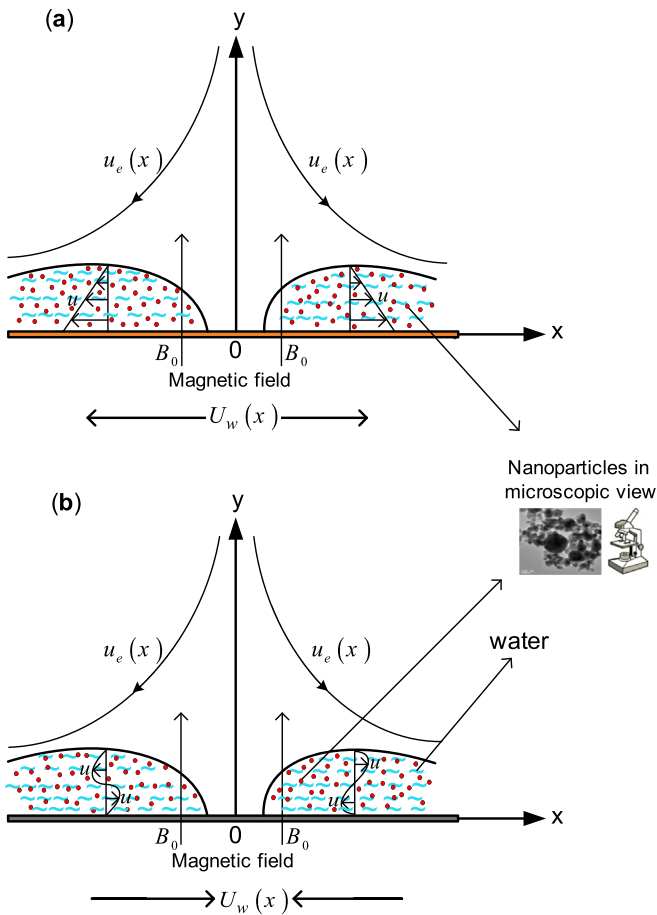 (a)
y
u_e(x) u_e(x)
u u
x
B_0 0 B_0
Magnetic field
U_w(x)
Nanoparticles in
microscopic view
(b)
y
water
u_e(x) u_e(x)
u u
u u
x
B_0 0 B_0
Magnetic field
U_w(x)